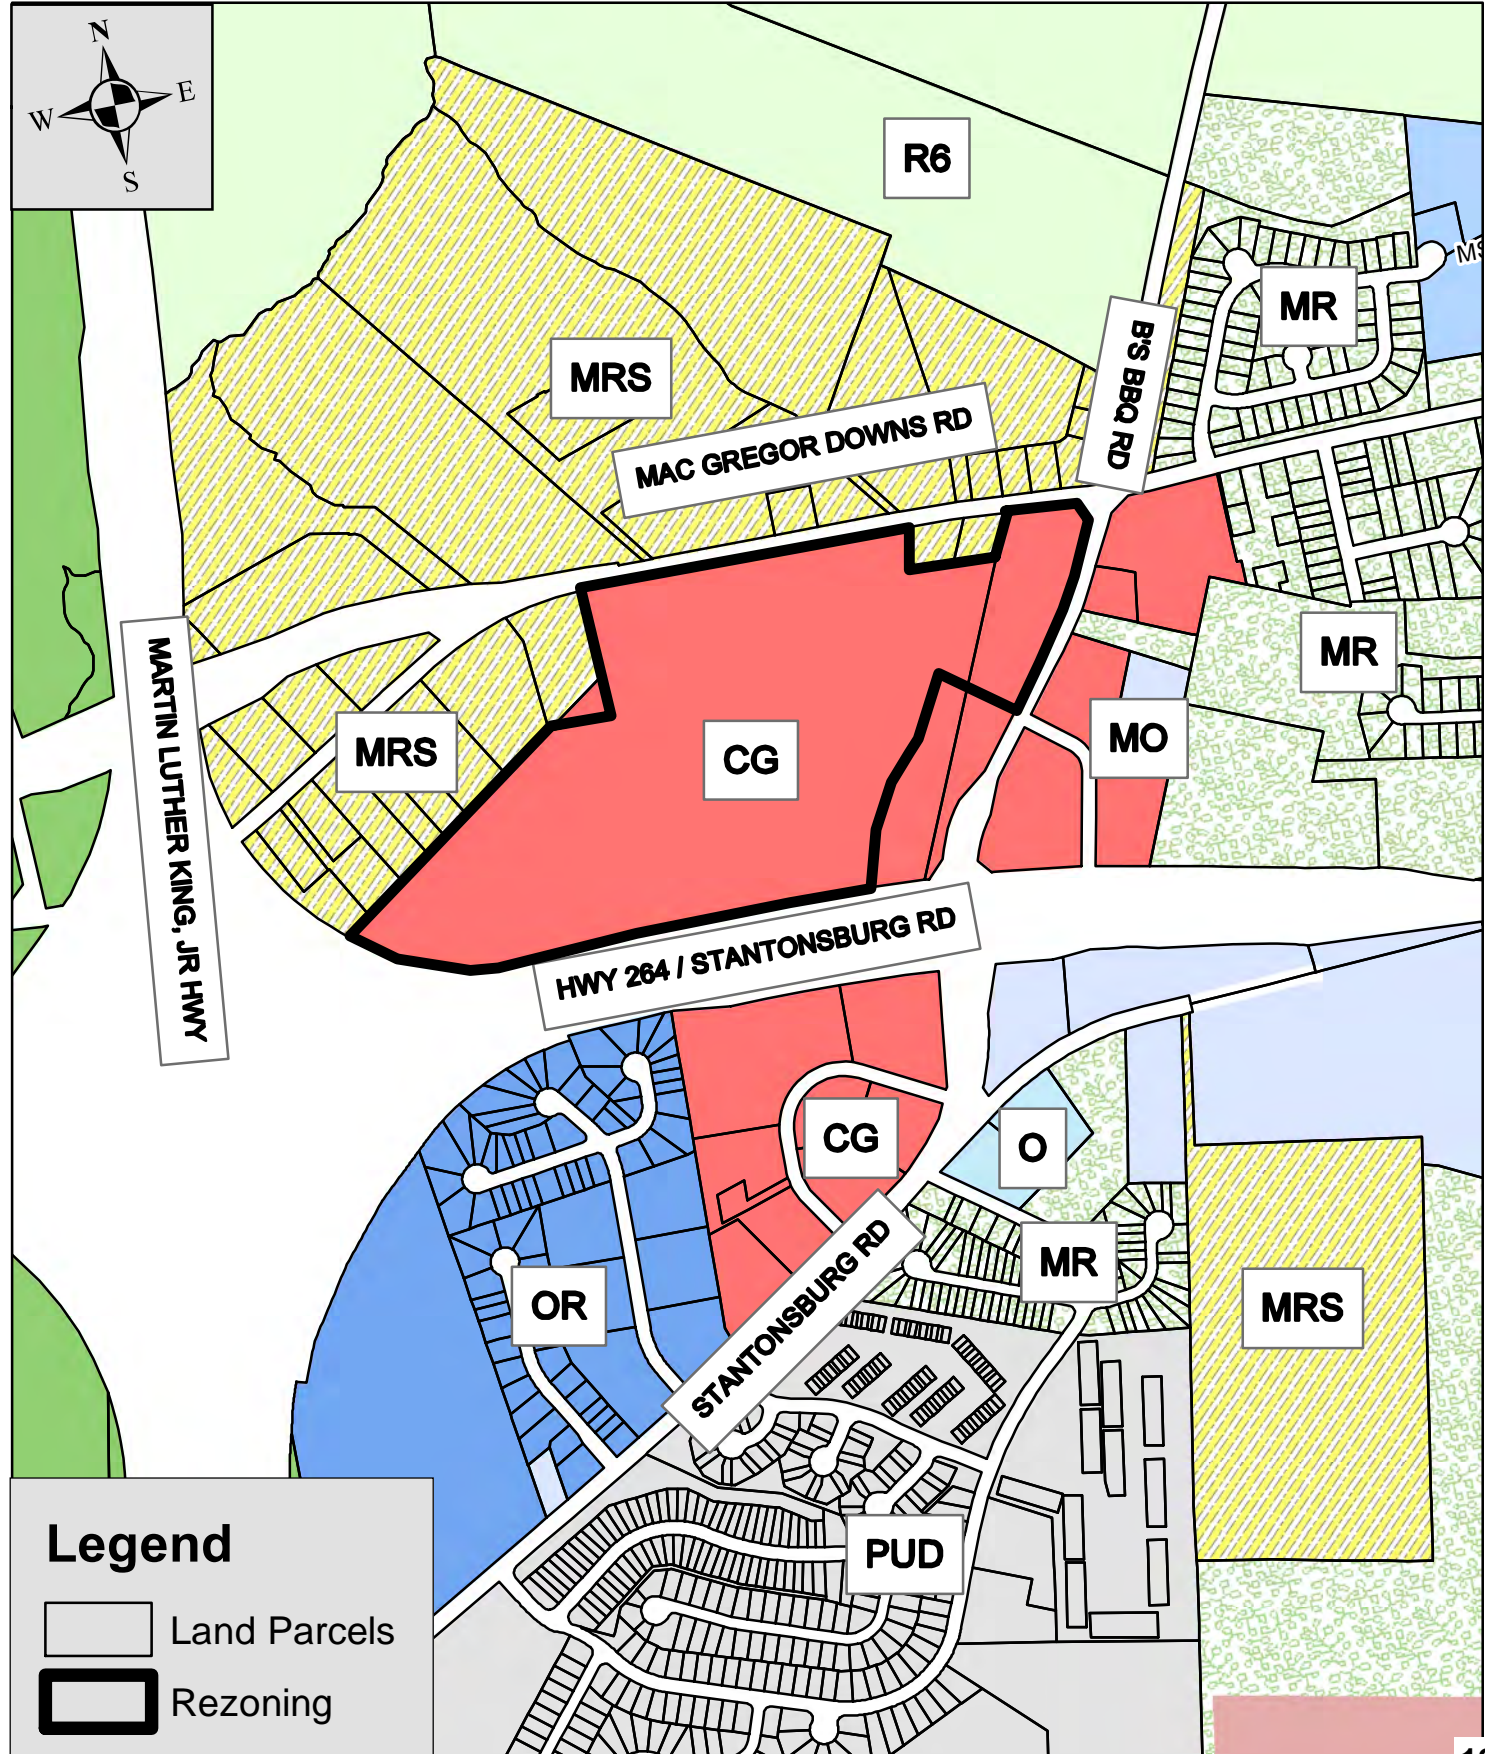 N
E
W
S
R6
MR
B'S BBQ RD
MRS
MAC GREGOR DOWNS RD
MARTIN LUTHER KING, JR HWY
MR
MRS
CG
MO
HWY 264 / STANTONSBURG RD
CG
O
MR
OR
STANTONSBURG RD
MRS
PUD
Legend
Land Parcels
Rezoning